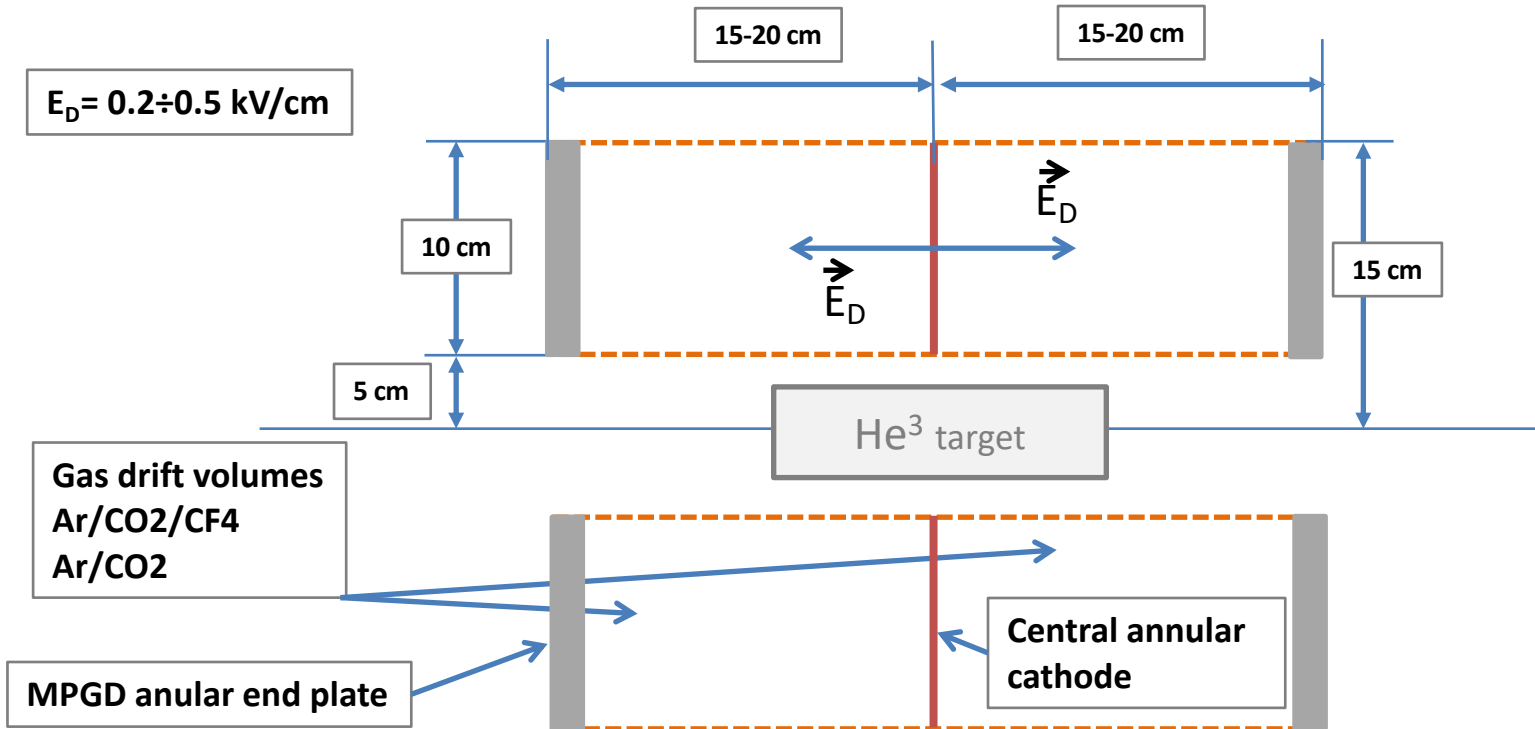 15-20 cm
15-20 cm
E_D= 0.2÷0.5 kV/cm
E_D
10 cm
E_D
15 cm
5 cm
He³ target
Gas drift volumes
Ar/CO2/CF4
Ar/CO2
Central annular
cathode
MPGD anular end plate